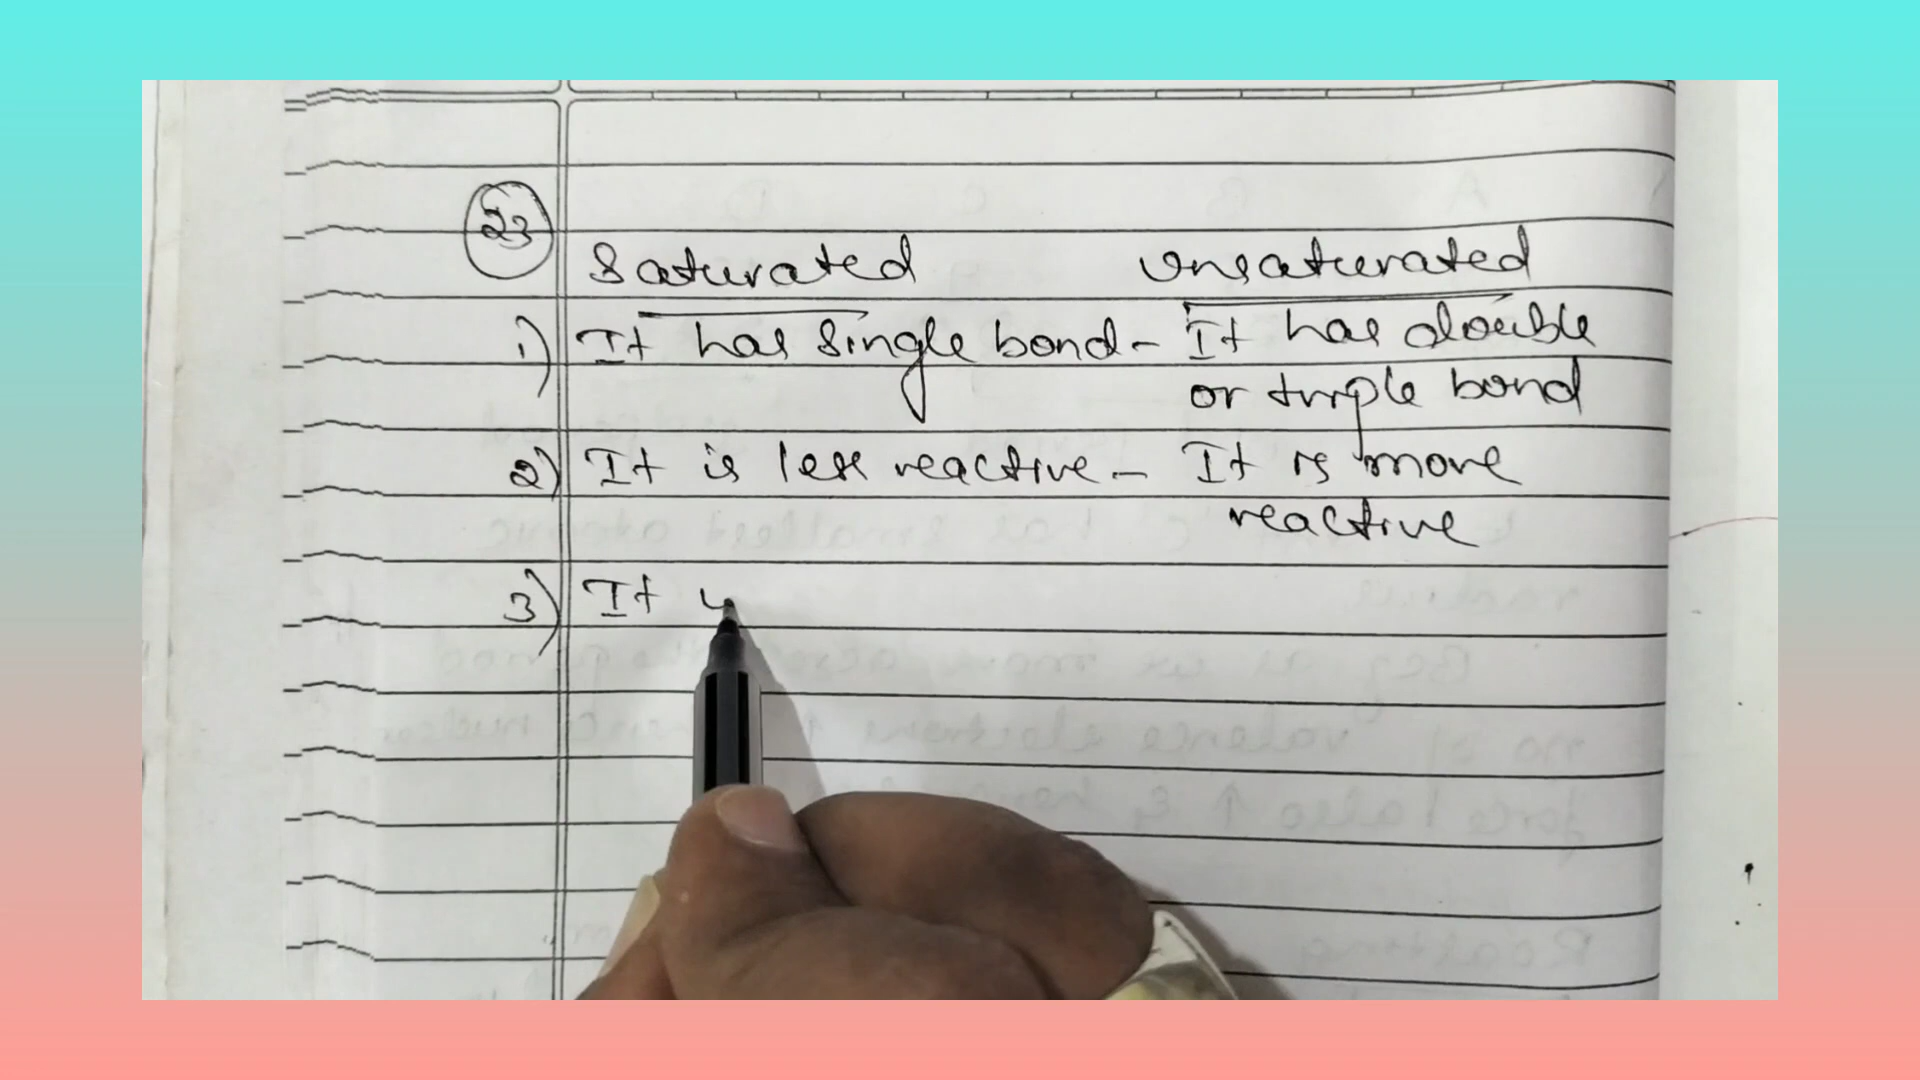 23
Saturated Unsaturated
1) It has single bond - It has double
or triple bond
2) It is less reactive - It is more
reactive
3) It